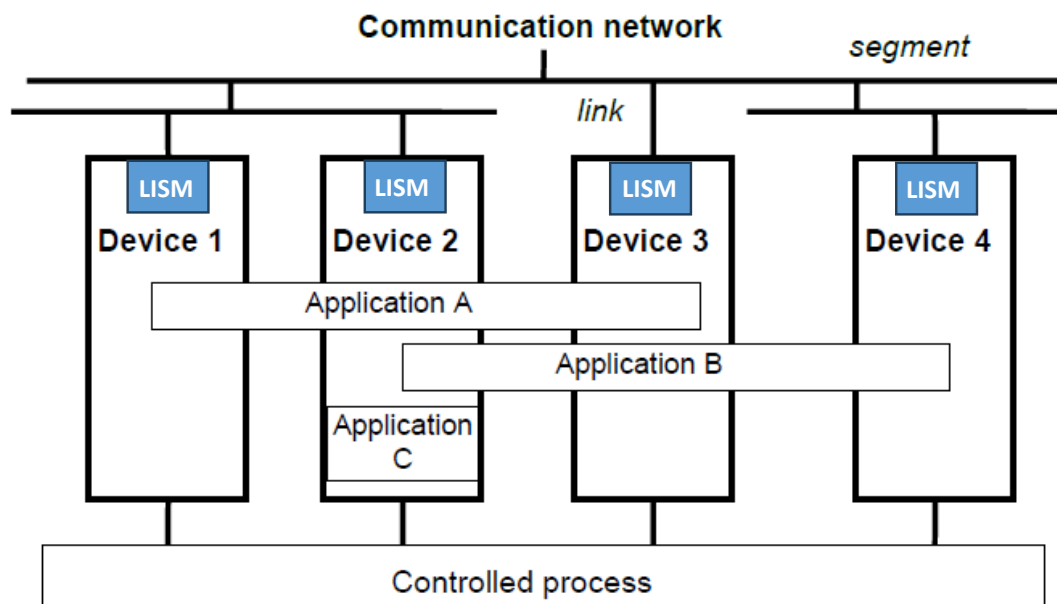 Communication network
segment
link
LISM
LISM
LISM
LISM
Device 1
Device 2
Device 3
Device 4
Application A
Application B
Application
C
Controlled process